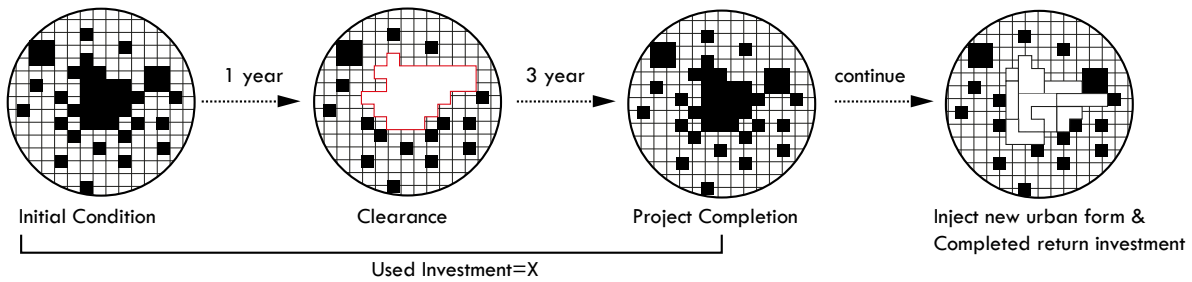 1 year
3 year
continue
Initial Condition
Clearance
Project Completion
Inject new urban form &
Completed return investment
Used Investment=X